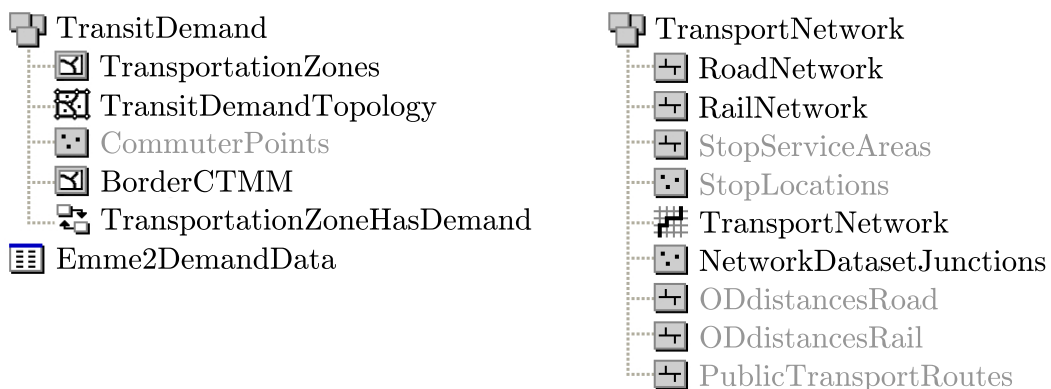 TransitDemand
TransportationZones
TransitDemandTopology
CommuterPoints
BorderCTMM
TransportationZoneHasDemand
Emme2DemandData
TransportNetwork
RoadNetwork
RailNetwork
StopServiceAreas
StopLocations
TransportNetwork
NetworkDatasetJunctions
ODdistancesRoad
ODdistancesRail
PublicTransportRoutes